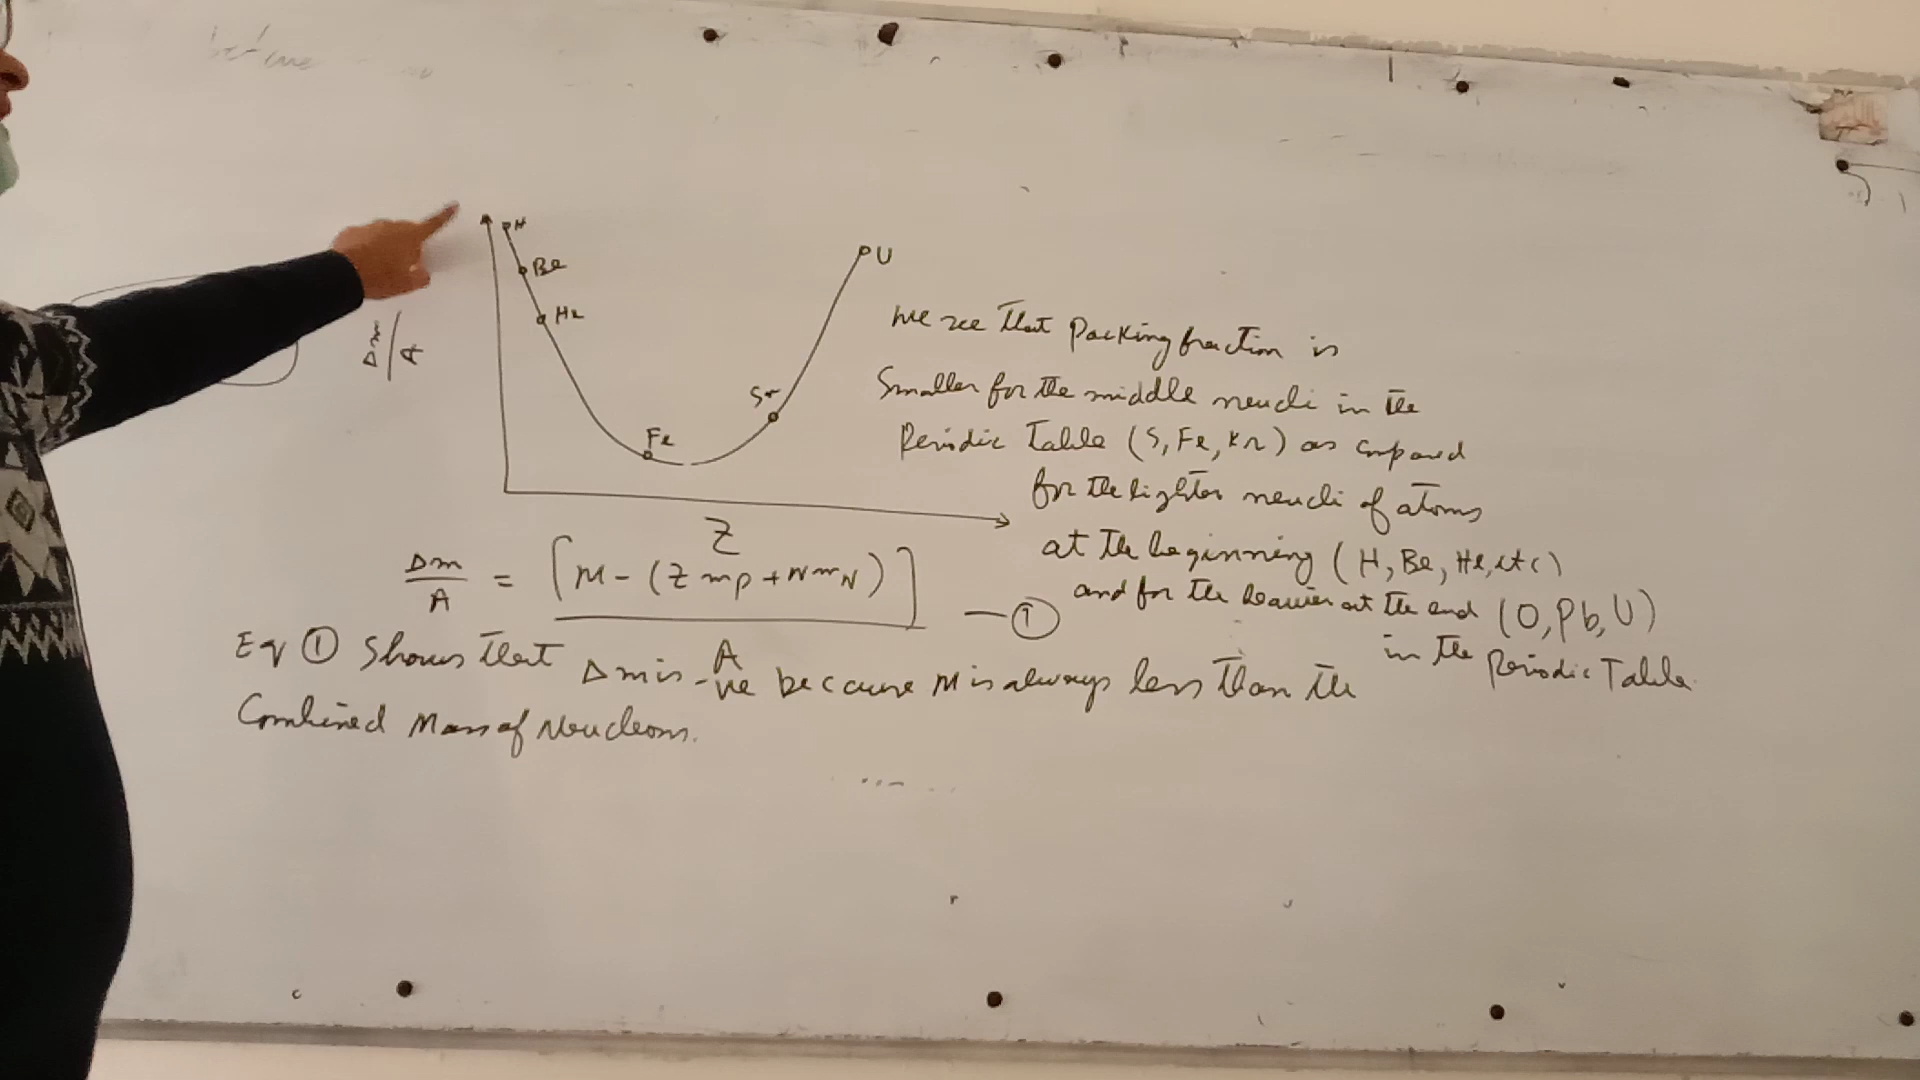 H
Be
He
Δm/A
Fe
Sr
U
Z
we see that packing fraction is
Smaller for the middle neucli in the
Periodic Table (S, Fe, Kr) as compared
for the lighter neucli of atoms
at the beginning (H, Be, He, etc)
and for the heavier at the end (O, Pb, U)
in the Periodic Table
Δm/A = [M - (Z mp + N mN)]/A — ①
Eq ① Shows that Δm is -ve because M is always less than the
Combined Mass of Neucleons.